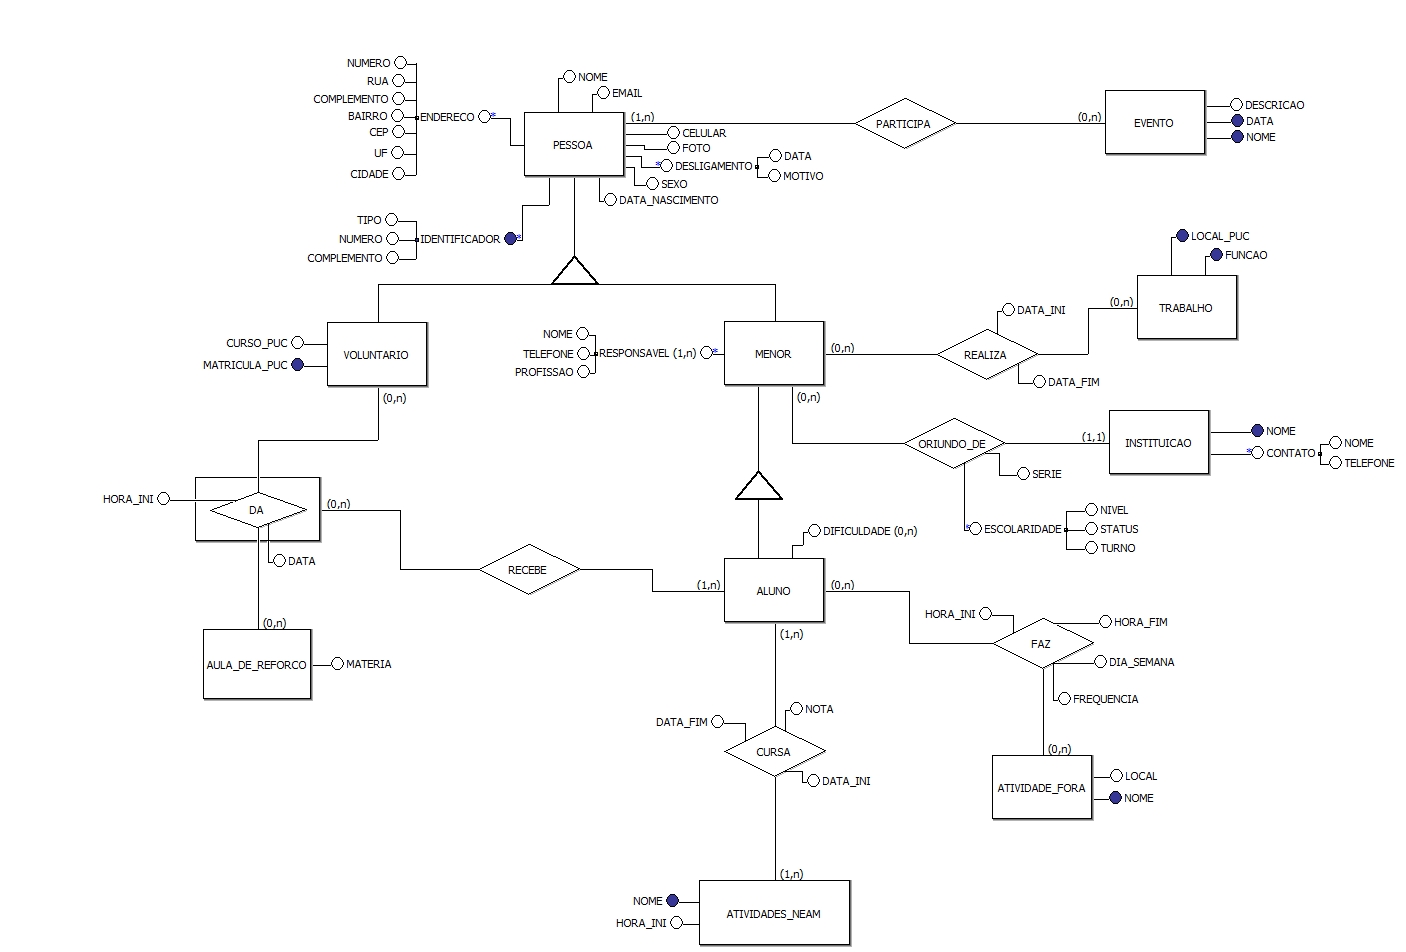 NUMERO
RUA
COMPLEMENTO
BAIRRO
CEP
UF
CIDADE
ENDERECO *
NOME
EMAIL
PESSOA
(1,n)
PARTICIPA
(0,n)
EVENTO
DESCRICAO
DATA
NOME
CELULAR
FOTO
* DESLIGAMENTO
DATA
MOTIVO
SEXO
DATA_NASCIMENTO
TIPO
NUMERO
COMPLEMENTO
IDENTIFICADOR *
LOCAL_PUC
FUNCAO
TRABALHO
(0,n)
DATA_INI
REALIZA
DATA_FIM
(0,n)
CURSO_PUC
MATRICULA_PUC
VOLUNTARIO
(0,n)
NOME
TELEFONE
PROFISSAO
RESPONSAVEL (1,n) *
MENOR
(0,n)
ORIUNDO_DE
(1,1)
INSTITUICAO
NOME
* CONTATO
NOME
TELEFONE
SERIE
* ESCOLARIDADE
NIVEL
STATUS
TURNO
HORA_INI
DA
(0,n)
DATA
RECEBE
(1,n)
DIFICULDADE (0,n)
ALUNO
(0,n)
(1,n)
HORA_INI
HORA_FIM
FAZ
DIA_SEMANA
FREQUENCIA
(0,n)
AULA_DE_REFORCO
MATERIA
DATA_FIM
NOTA
CURSA
DATA_INI
(0,n)
ATIVIDADE_FORA
LOCAL
NOME
(1,n)
NOME
HORA_INI
ATIVIDADES_NEAM